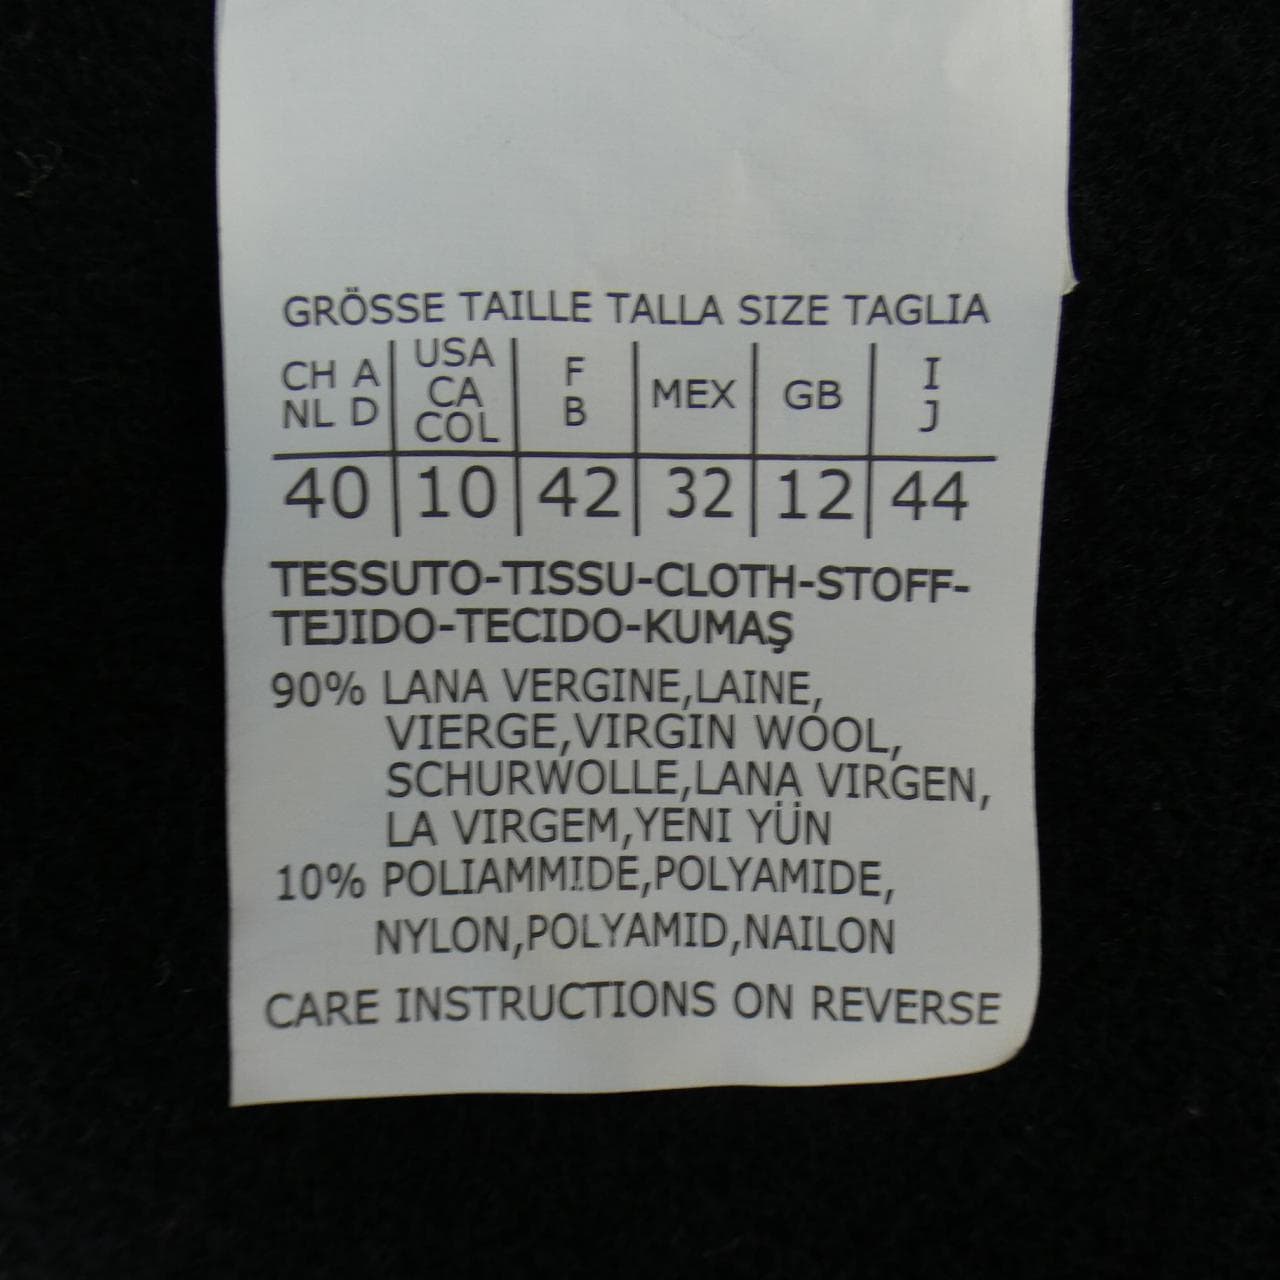 GRÖSSE TAILLE TALLA SIZE TAGLIA
CH A NL D | USA CA COL | F B | MEX | GB | I J
40 | 10 | 42 | 32 | 12 | 44
TESSUTO-TISSU-CLOTH-STOFF-
TEJIDO-TECIDO-KUMAŞ
90% LANA VERGINE,LAINE,
VIERGE,VIRGIN WOOL,
SCHURWOLLE,LANA VIRGEN,
LA VIRGEM,YENI YÜN
10% POLIAMMIDE,POLYAMIDE,
NYLON,POLYAMID,NAILON
CARE INSTRUCTIONS ON REVERSE